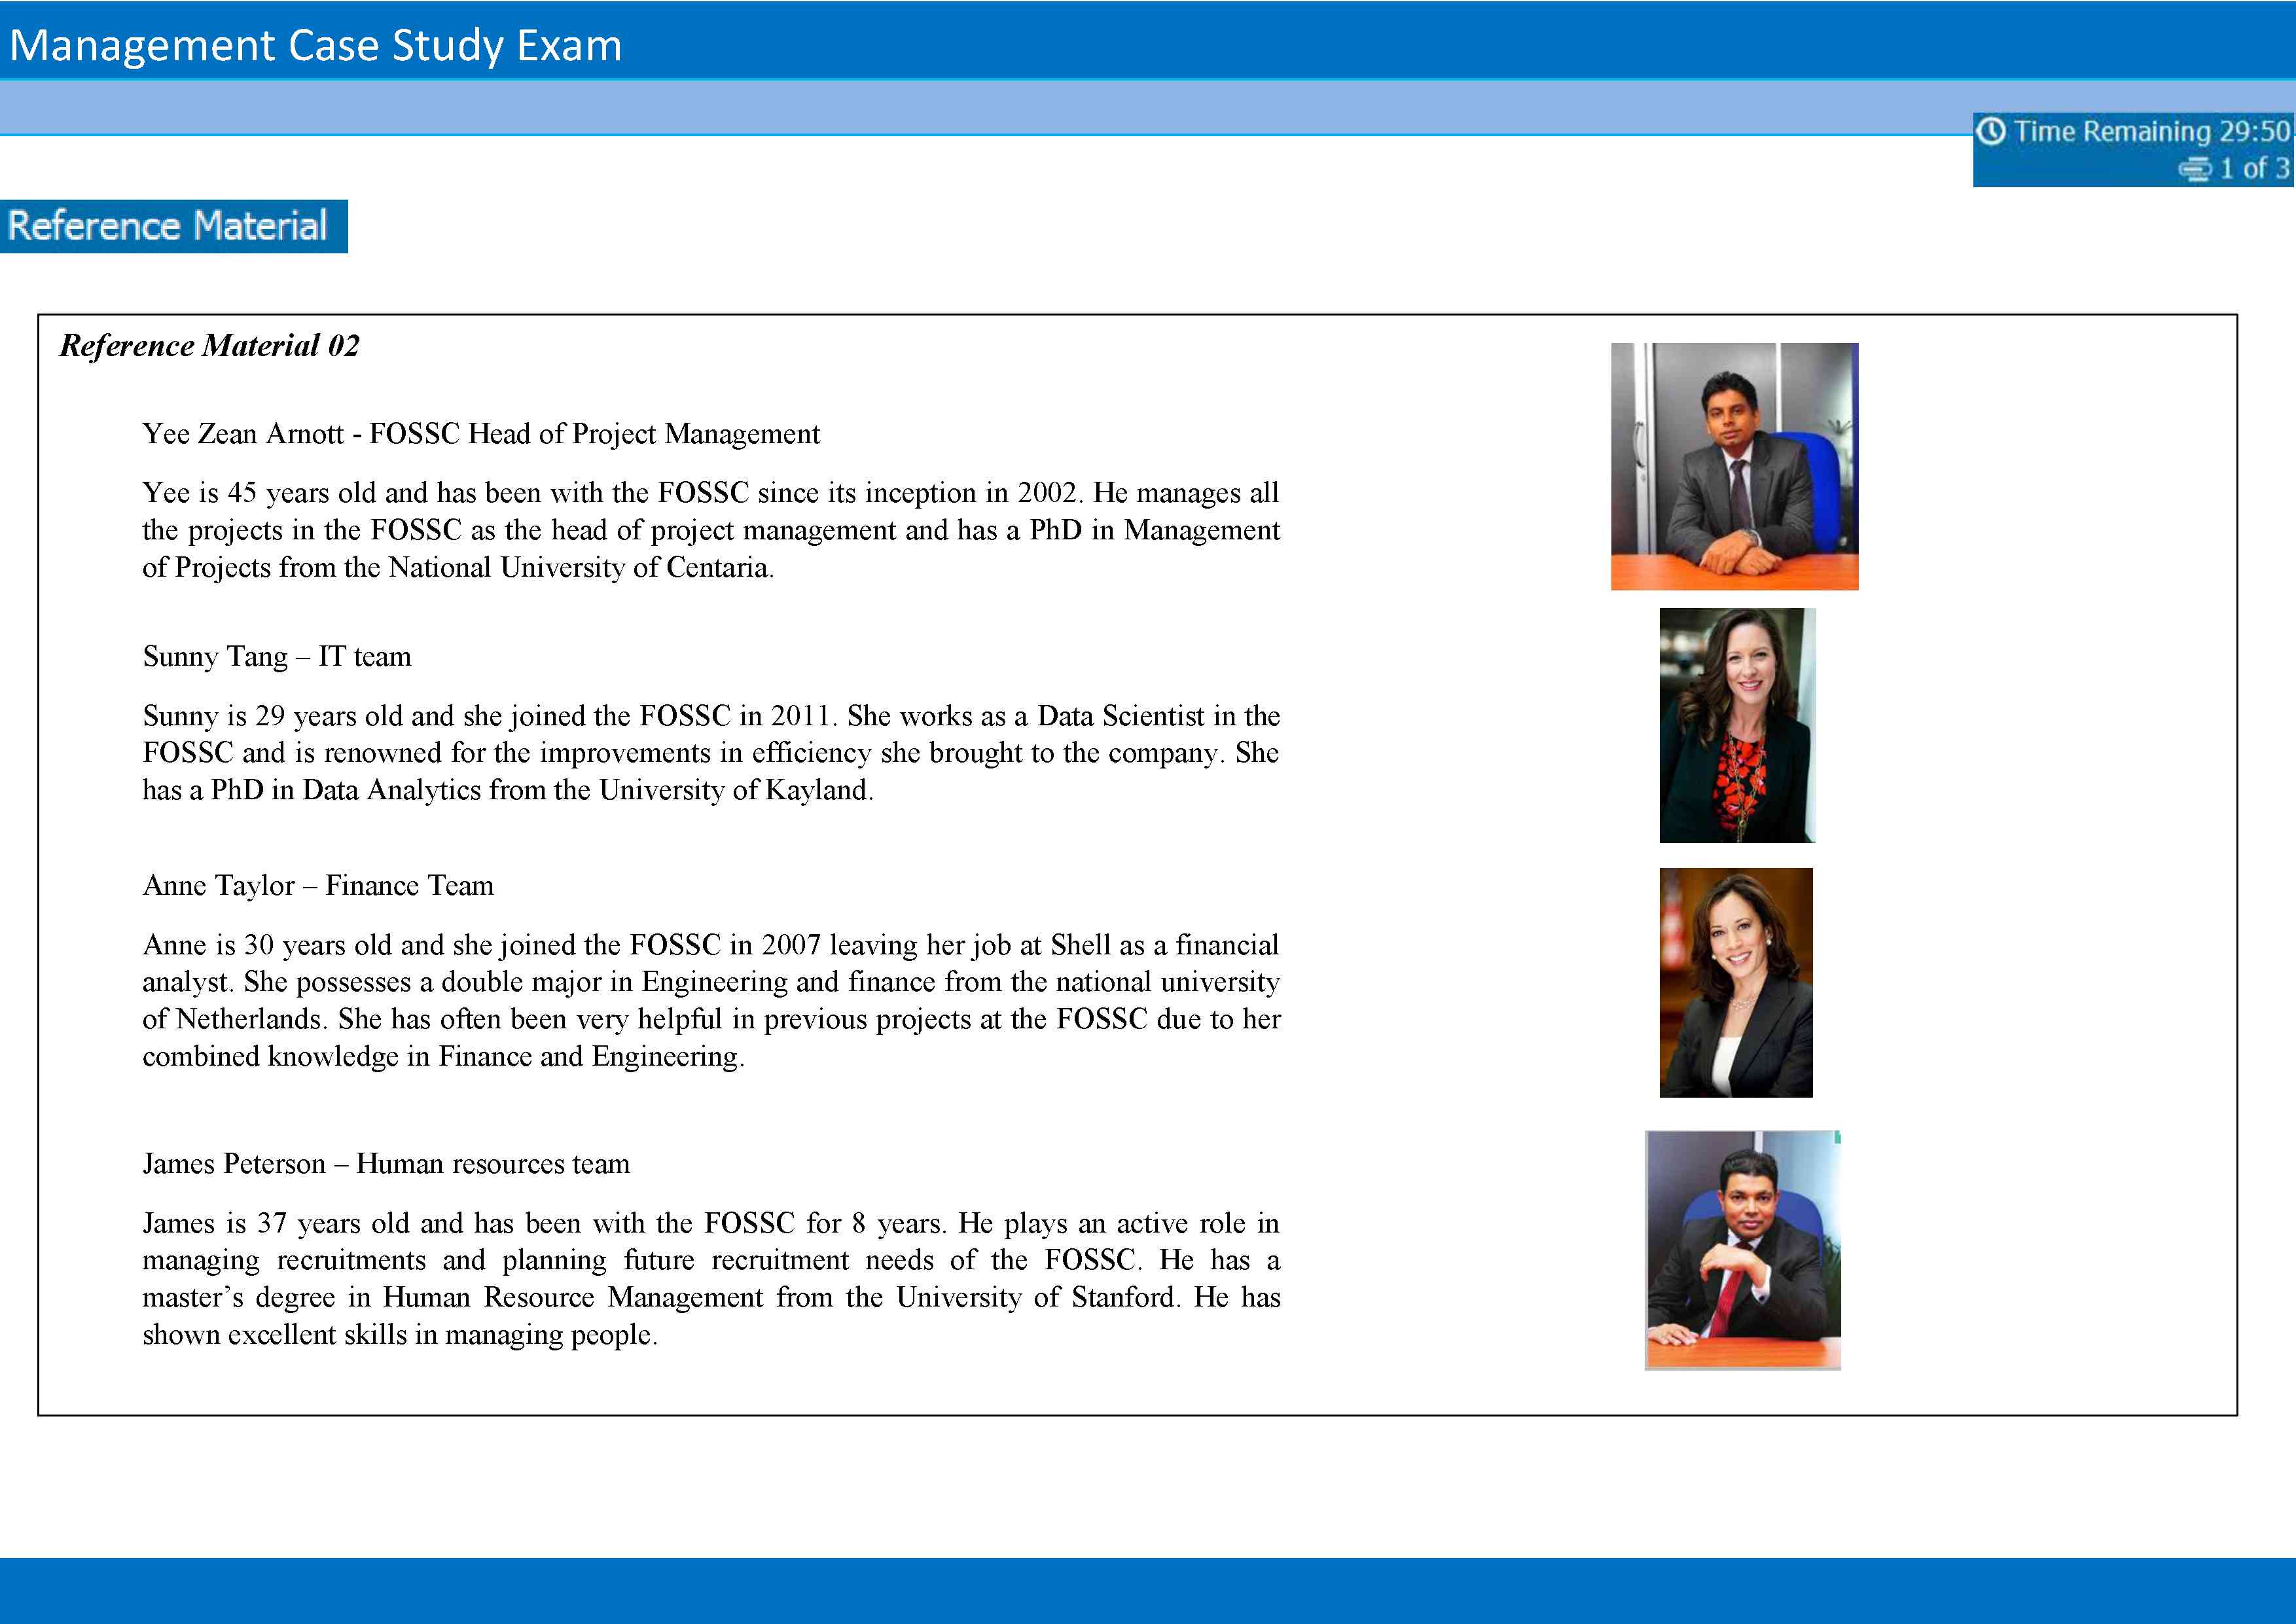 Management Case Study Exam
Time Remaining 29:50
1 of 3
Reference Material
Reference Material 02
Yee Zean Arnott - FOSSC Head of Project Management
Yee is 45 years old and has been with the FOSSC since its inception in 2002. He manages all
the projects in the FOSSC as the head of project management and has a PhD in Management
of Projects from the National University of Centaria.
Sunny Tang – IT team
Sunny is 29 years old and she joined the FOSSC in 2011. She works as a Data Scientist in the
FOSSC and is renowned for the improvements in efficiency she brought to the company. She
has a PhD in Data Analytics from the University of Kayland.
Anne Taylor – Finance Team
Anne is 30 years old and she joined the FOSSC in 2007 leaving her job at Shell as a financial
analyst. She possesses a double major in Engineering and finance from the national university
of Netherlands. She has often been very helpful in previous projects at the FOSSC due to her
combined knowledge in Finance and Engineering.
James Peterson – Human resources team
James is 37 years old and has been with the FOSSC for 8 years. He plays an active role in
managing recruitments and planning future recruitment needs of the FOSSC. He has a
master’s degree in Human Resource Management from the University of Stanford. He has
shown excellent skills in managing people.